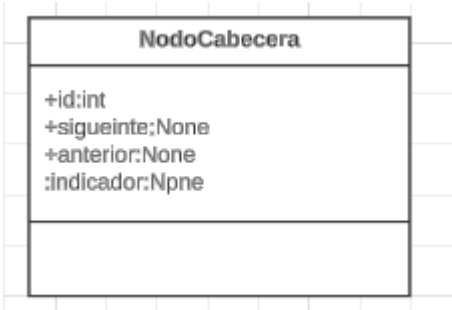 NodoCabecera
+id:int
+sigueinte;None
+anterior:None
:indicador:Npne